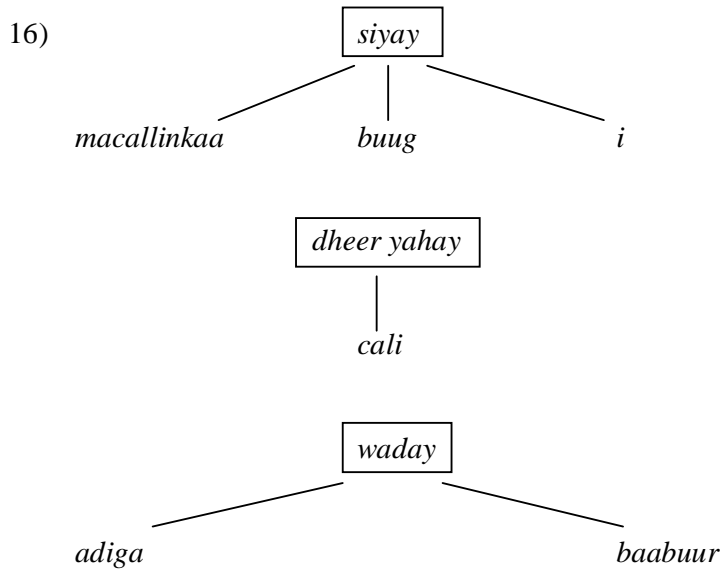 16)
siyay
macallinkaa buug i
dheer yahay
cali
waday
adiga baabuur